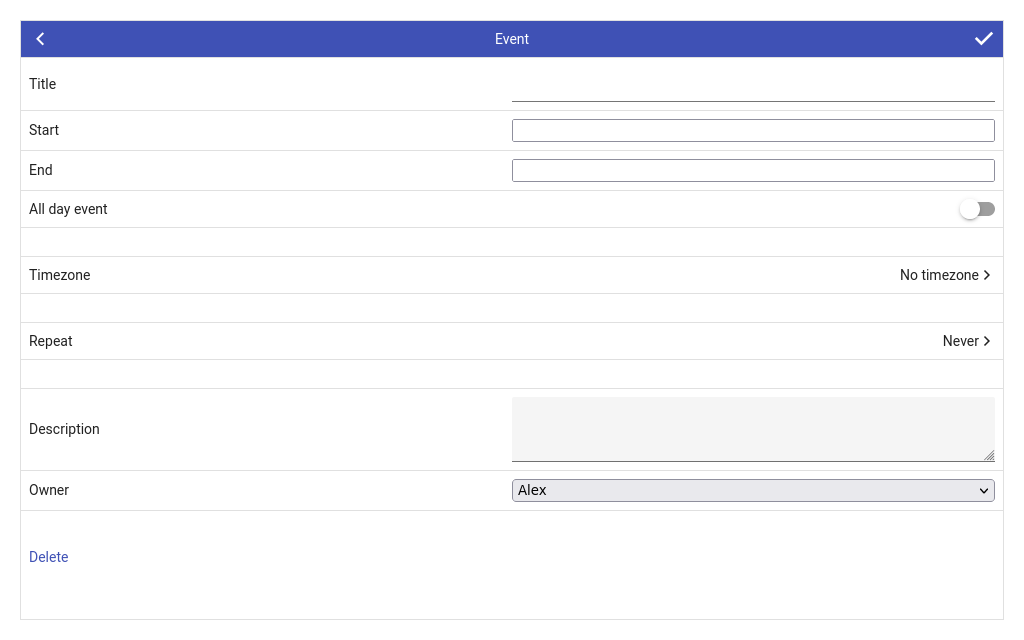 Event
Title
Start
End
All day event
Timezone No timezone
Repeat Never
Description
Owner Alex
Delete